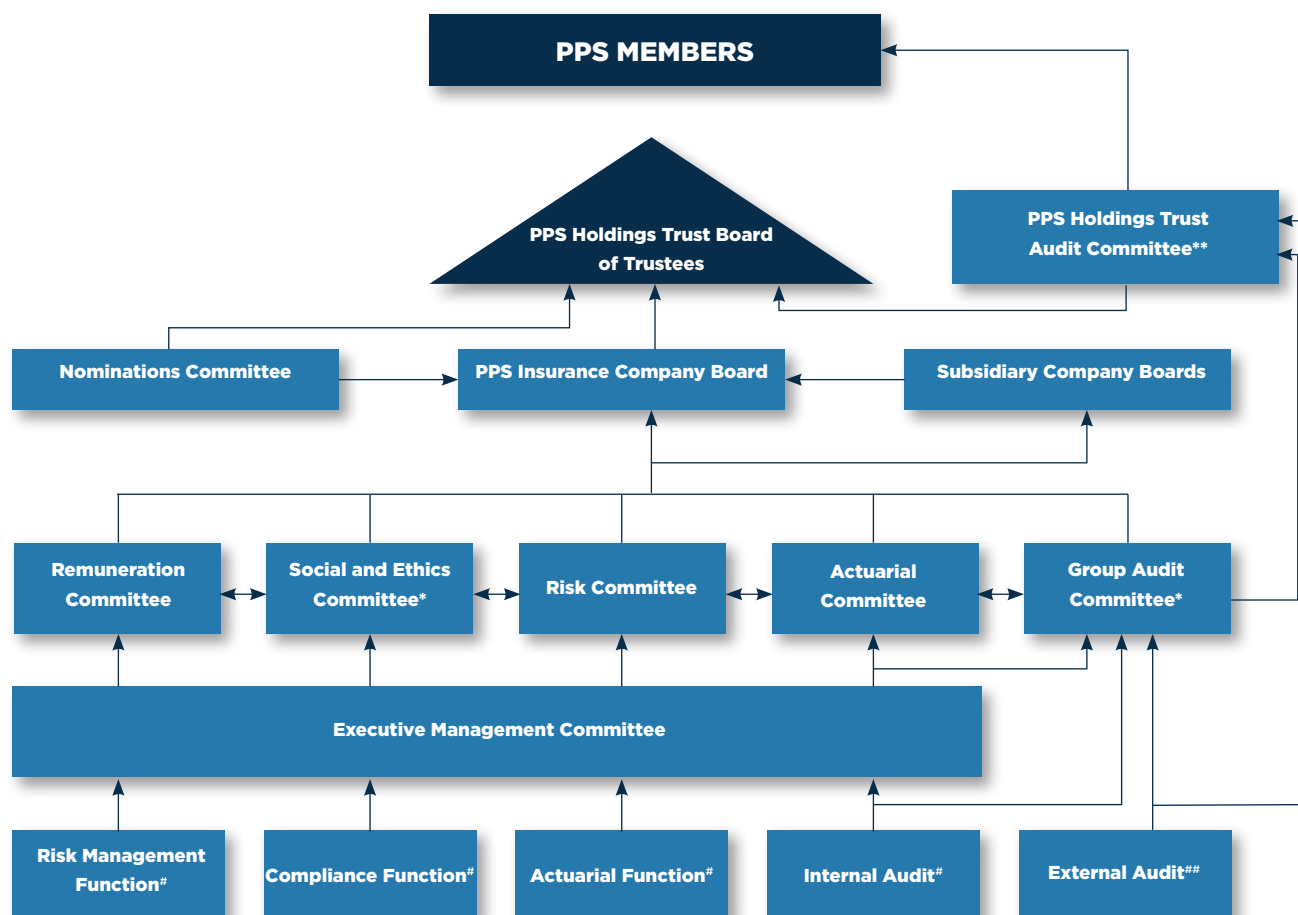 PPS MEMBERS
PPS Holdings Trust Board
of Trustees
PPS Holdings Trust
Audit Committee**
Nominations Committee
PPS Insurance Company Board
Subsidiary Company Boards
Remuneration
Committee
Social and Ethics
Committee*
Risk Committee
Actuarial
Committee
Group Audit
Committee*
Executive Management Committee
Risk Management
Function#
Compliance Function#
Actuarial Function#
Internal Audit#
External Audit##